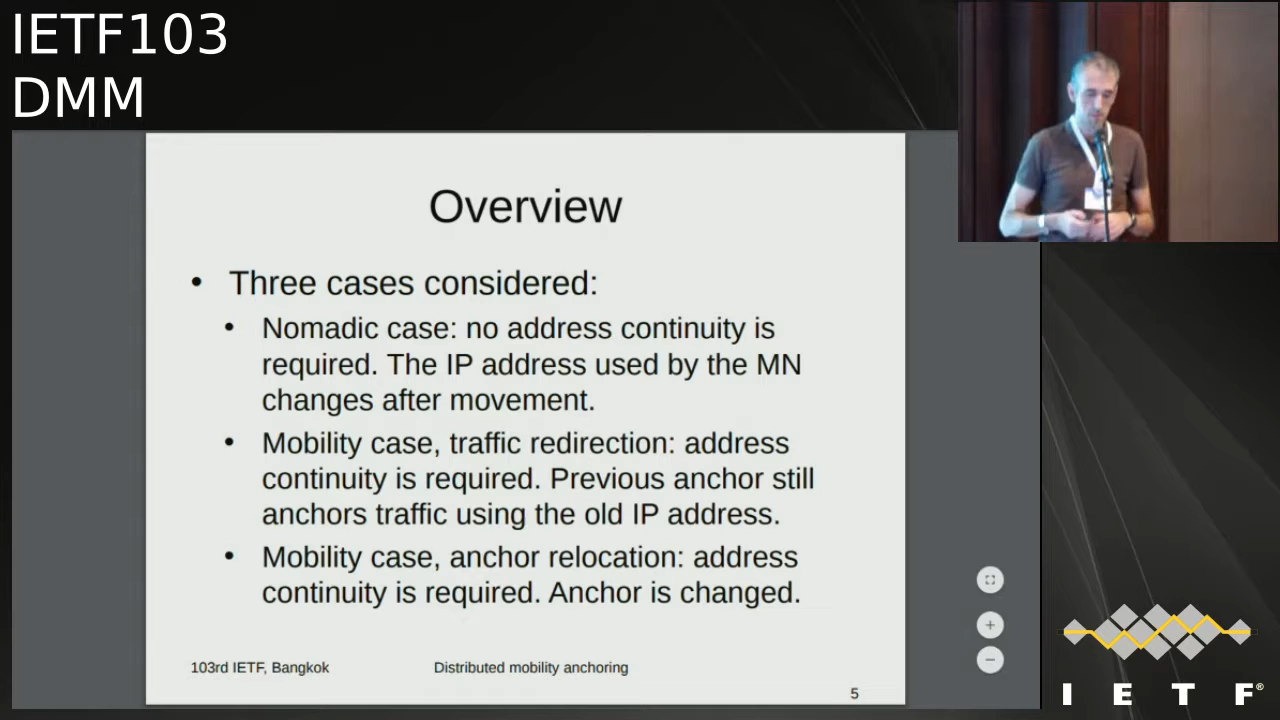 IETF103
DMM
Overview
• Three cases considered:
• Nomadic case: no address continuity is
required. The IP address used by the MN
changes after movement.
• Mobility case, traffic redirection: address
continuity is required. Previous anchor still
anchors traffic using the old IP address.
• Mobility case, anchor relocation: address
continuity is required. Anchor is changed.
103rd IETF, Bangkok
Distributed mobility anchoring
5
I E T F®